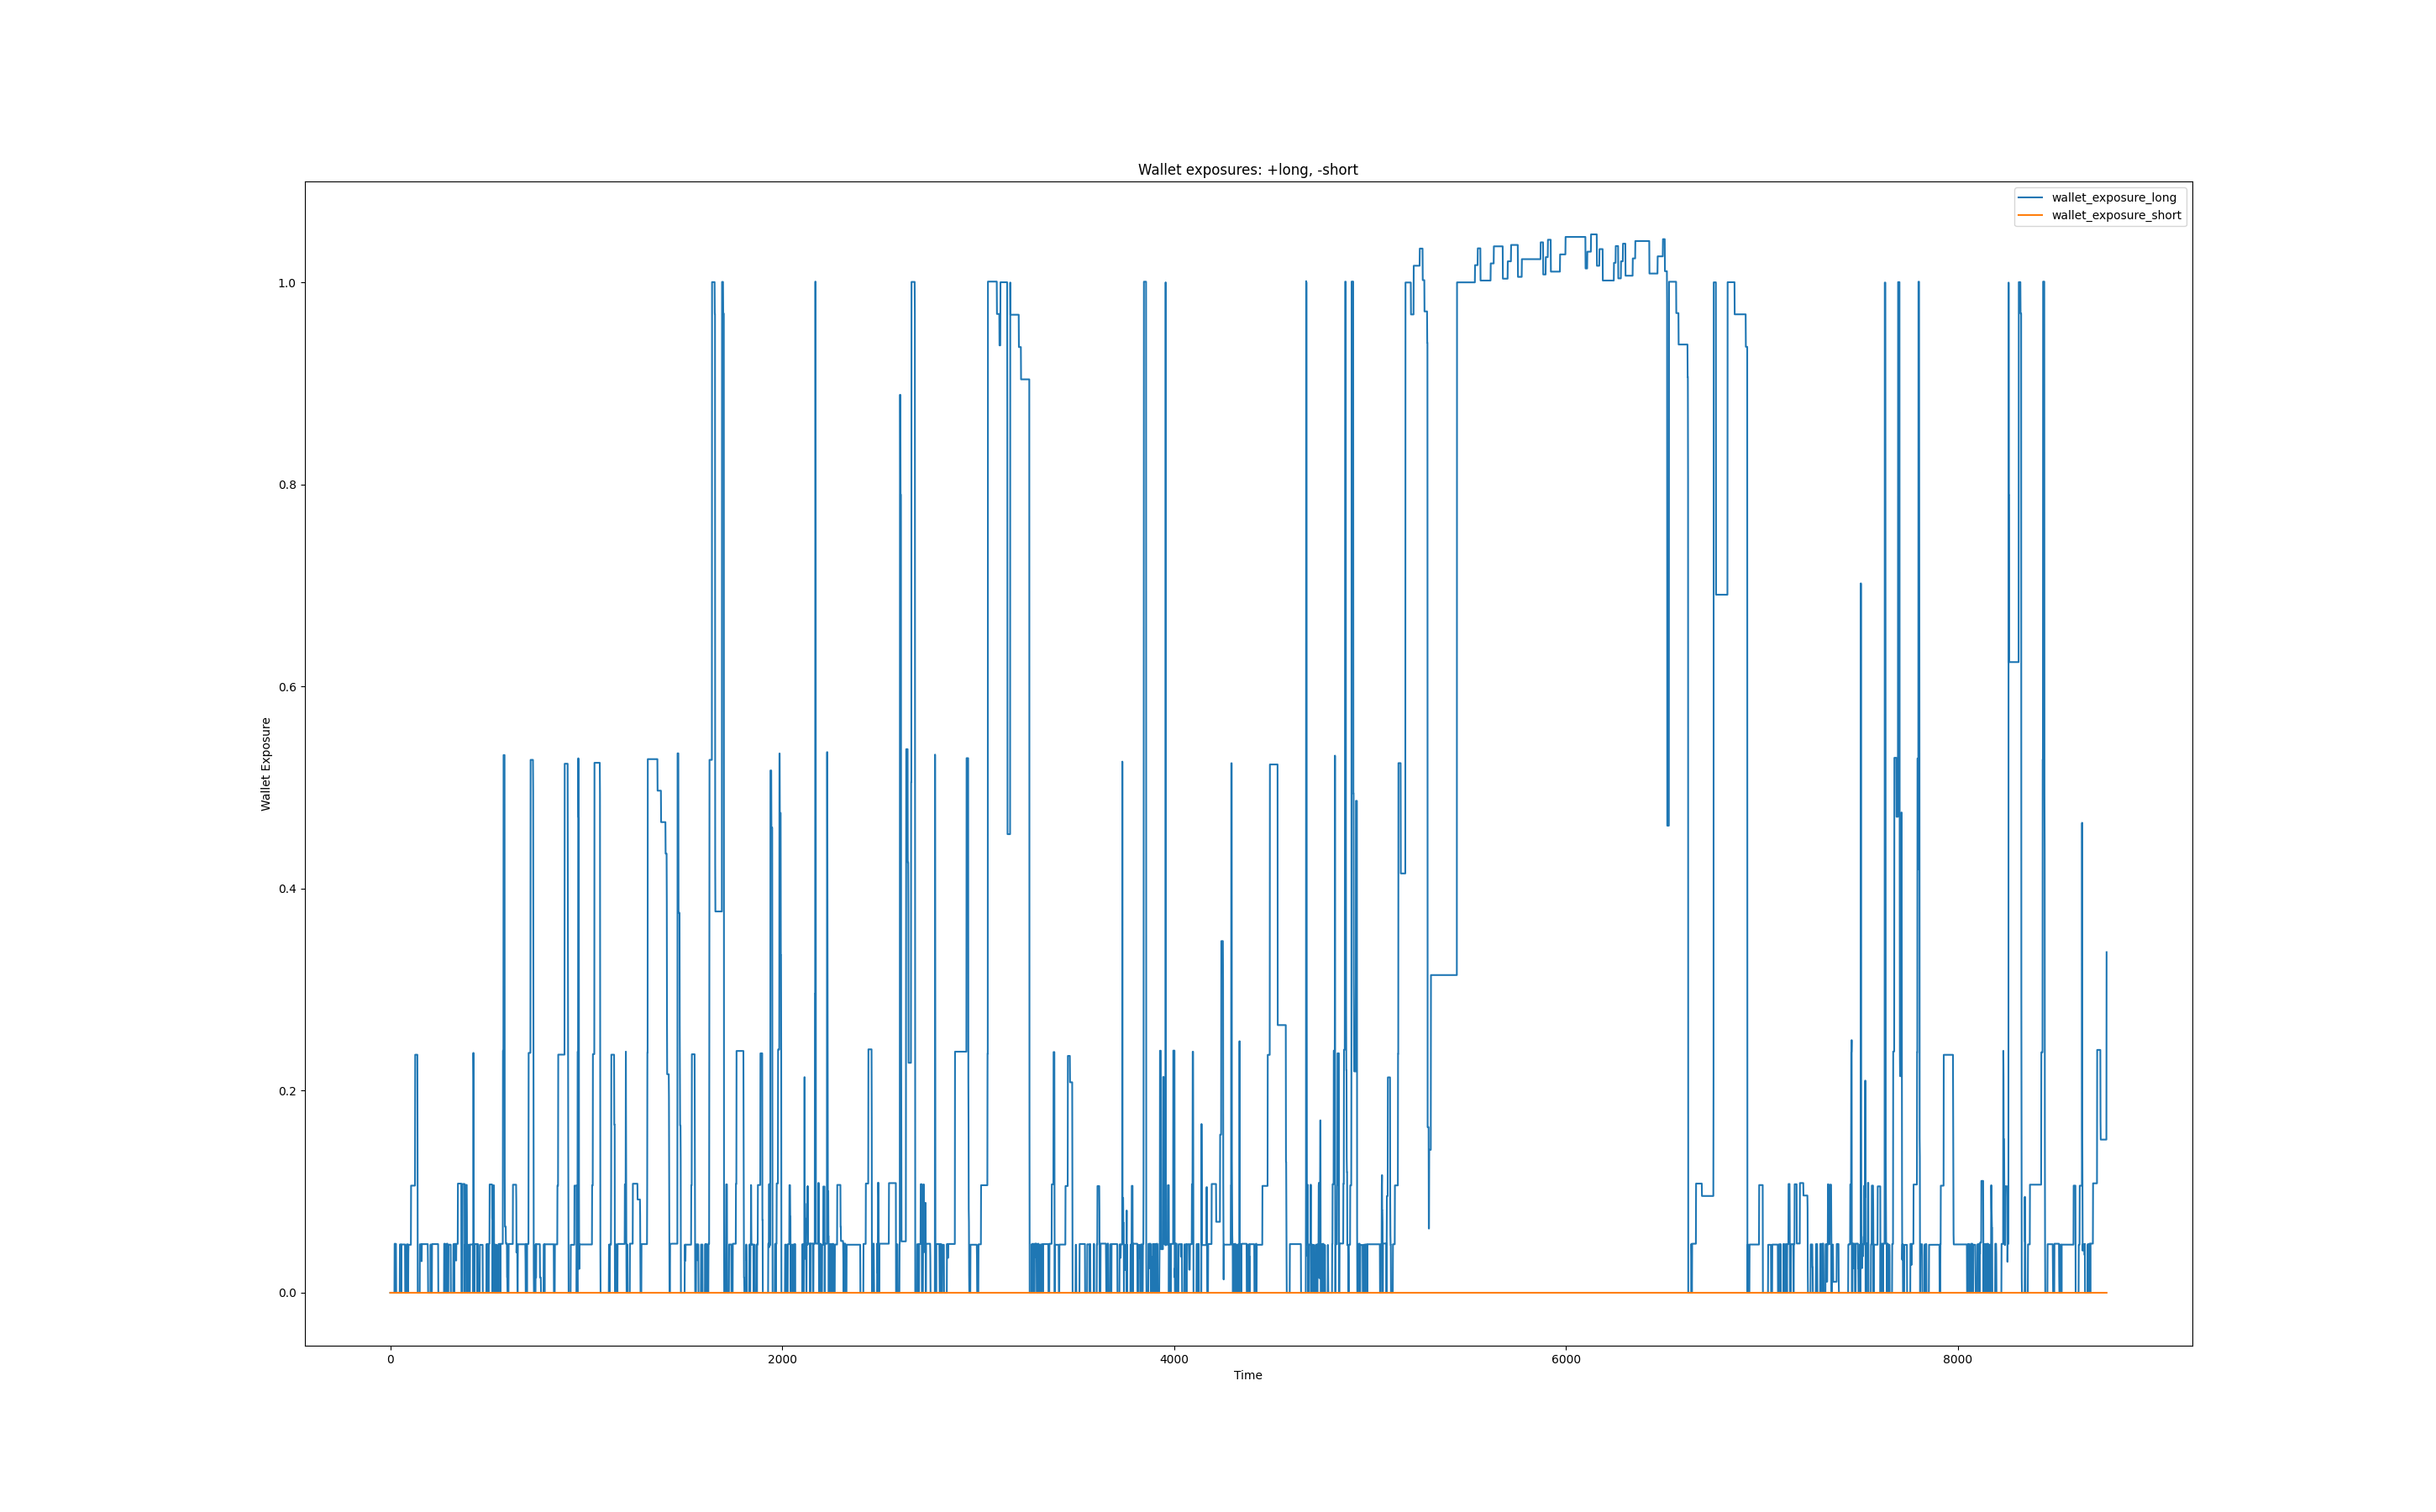 Wallet exposures: +long, -short
wallet_exposure_long
wallet_exposure_short
1.0
0.8
0.6
0.4
0.2
0.0
Wallet Exposure
0 2000 4000 6000 8000
Time